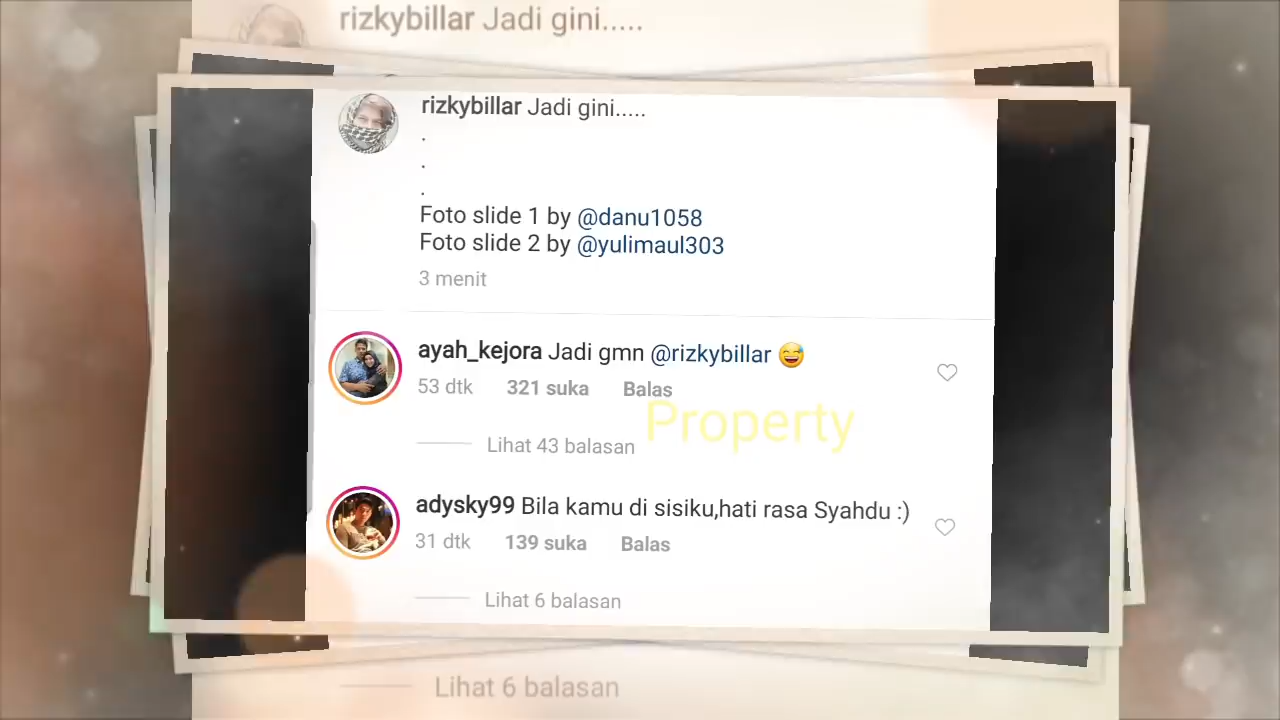 rizkybillar Jadi gini.....
rizkybillar Jadi gini.....
.
.
.
Foto slide 1 by @danu1058
Foto slide 2 by @yulimaul303
3 menit
ayah_kejora Jadi gmn @rizkybillar 😅
53 dtk 321 suka Balas
Property
Lihat 43 balasan
adysky99 Bila kamu di sisiku,hati rasa Syahdu :)
31 dtk 139 suka Balas
Lihat 6 balasan
Lihat 6 balasan